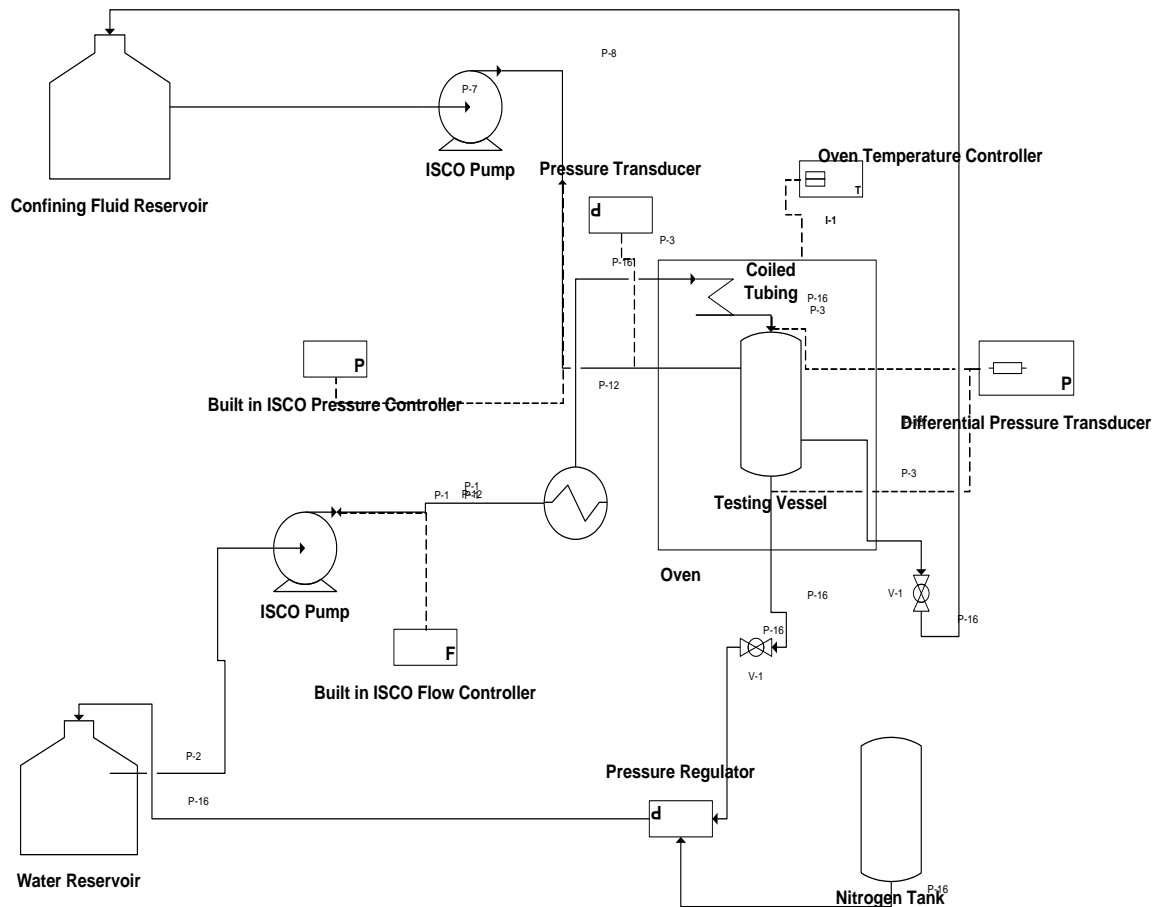 P-8
P-7
ISCO Pump
Pressure Transducer
Oven Temperature Controller
T
Confining Fluid Reservoir
I-1
P
P-3
P-16
Coiled
Tubing
P-16
P-3
P
P
P-12
Built in ISCO Pressure Controller
Differential Pressure Transducer
P-3
P-1
P-1
P-12
Testing Vessel
Oven
ISCO Pump
V-1
P-16
P-16
P-16
F
V-1
Built in ISCO Flow Controller
P-2
Pressure Regulator
P-16
P
Water Reservoir
P-16
Nitrogen Tank